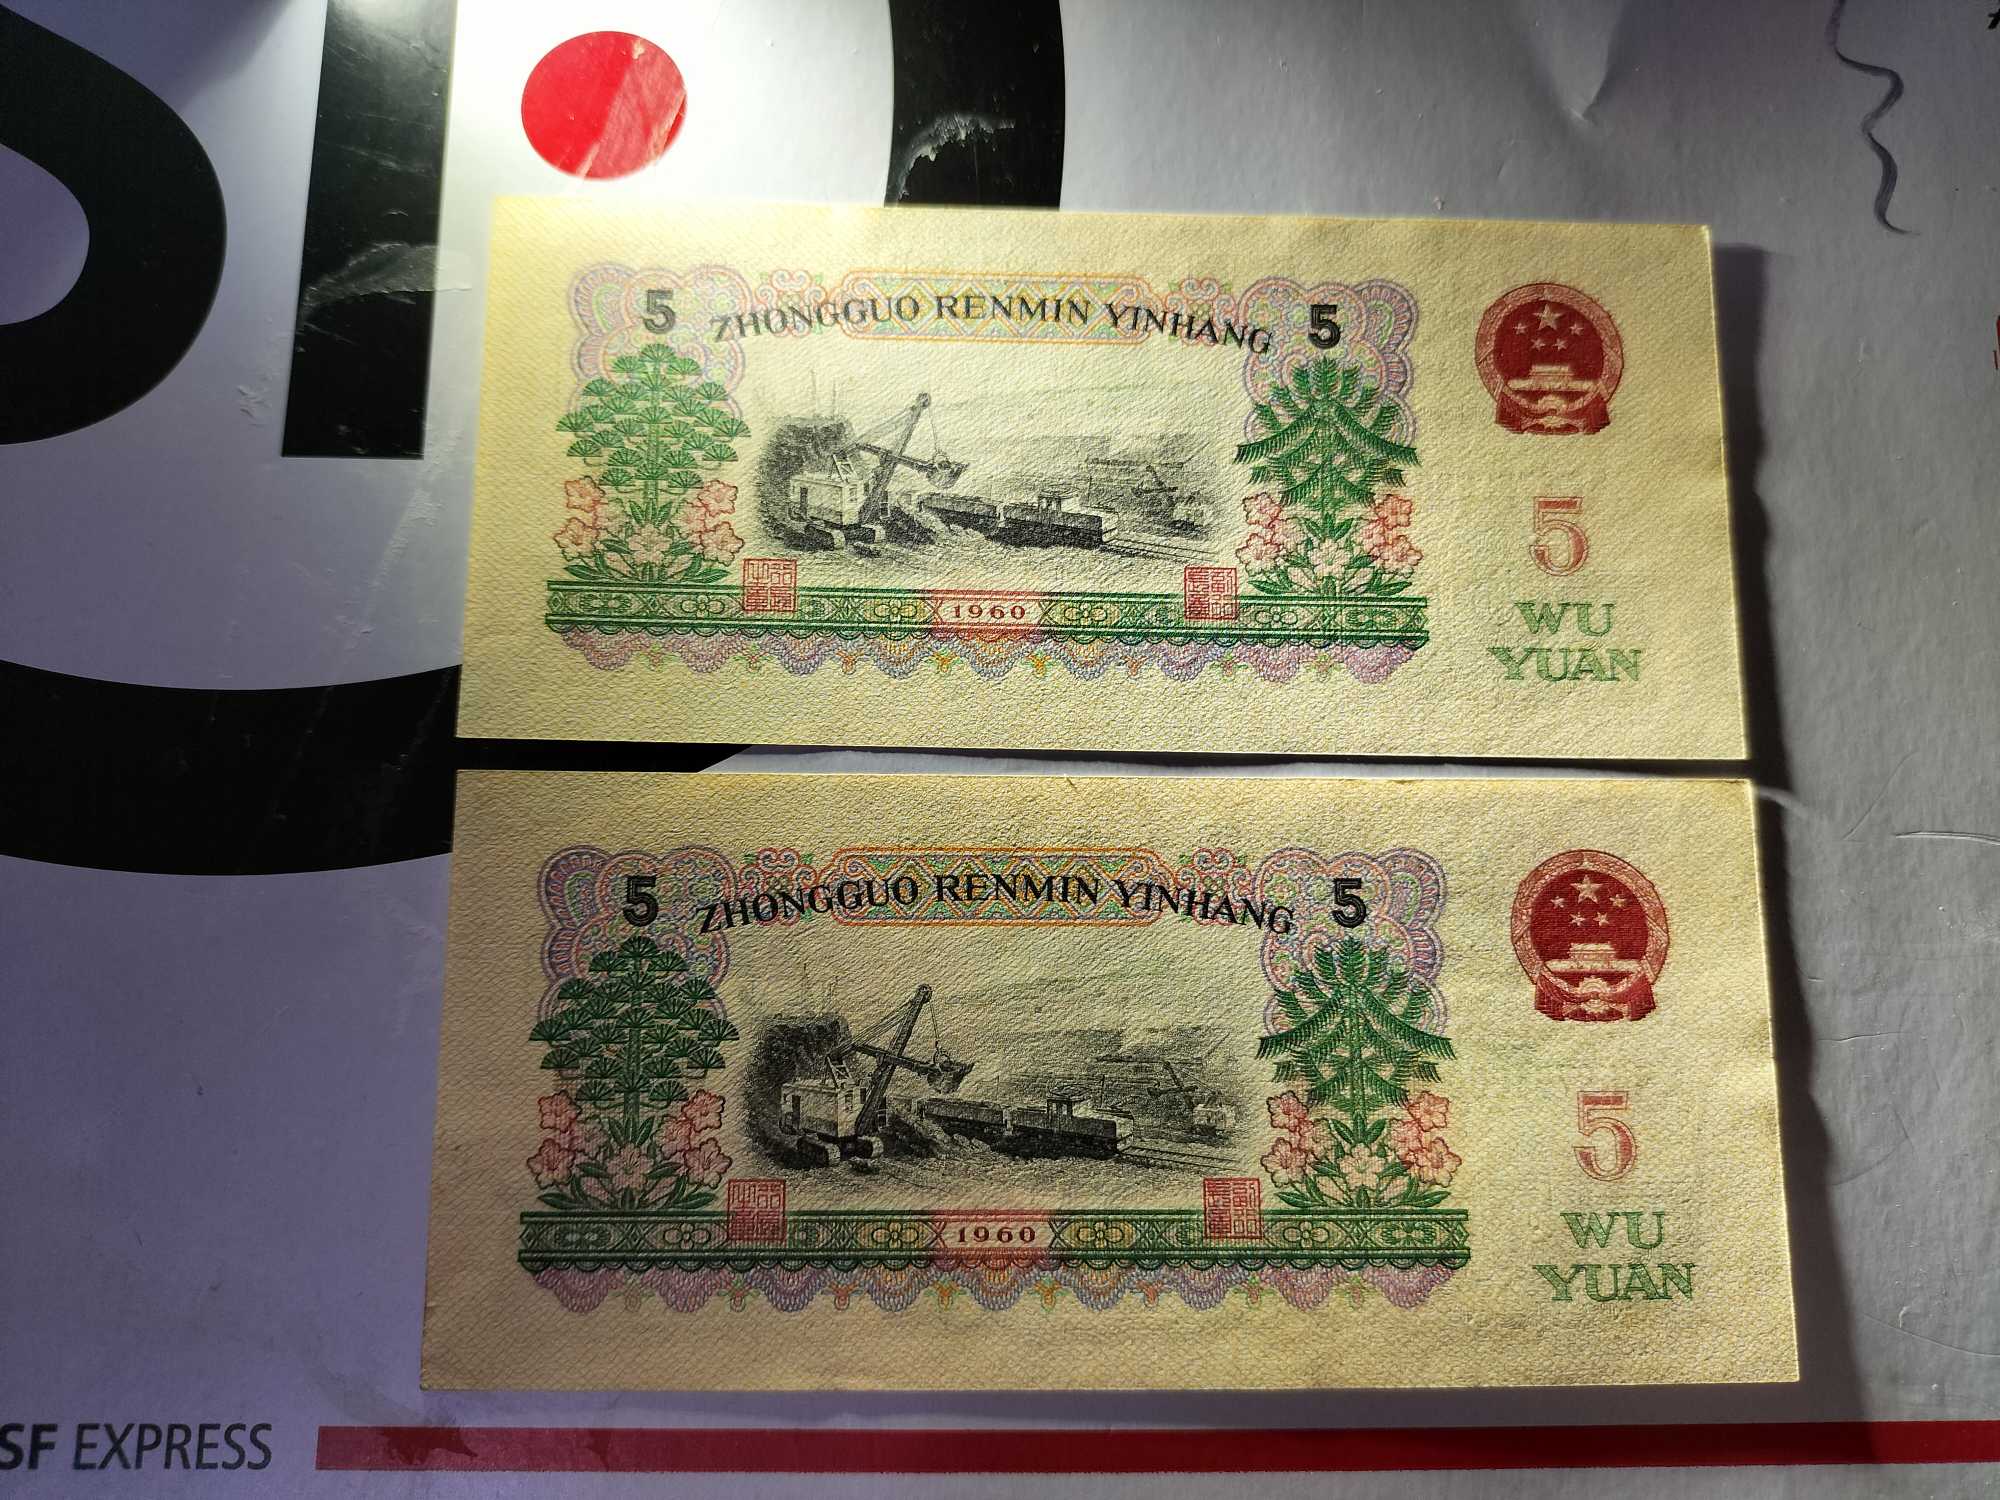 5 ZHONGGUO RENMIN YINHANG 5
5
WU
YUAN
1960
5 ZHONGGUO RENMIN YINHANG 5
5
WU
YUAN
1960
SF EXPRESS